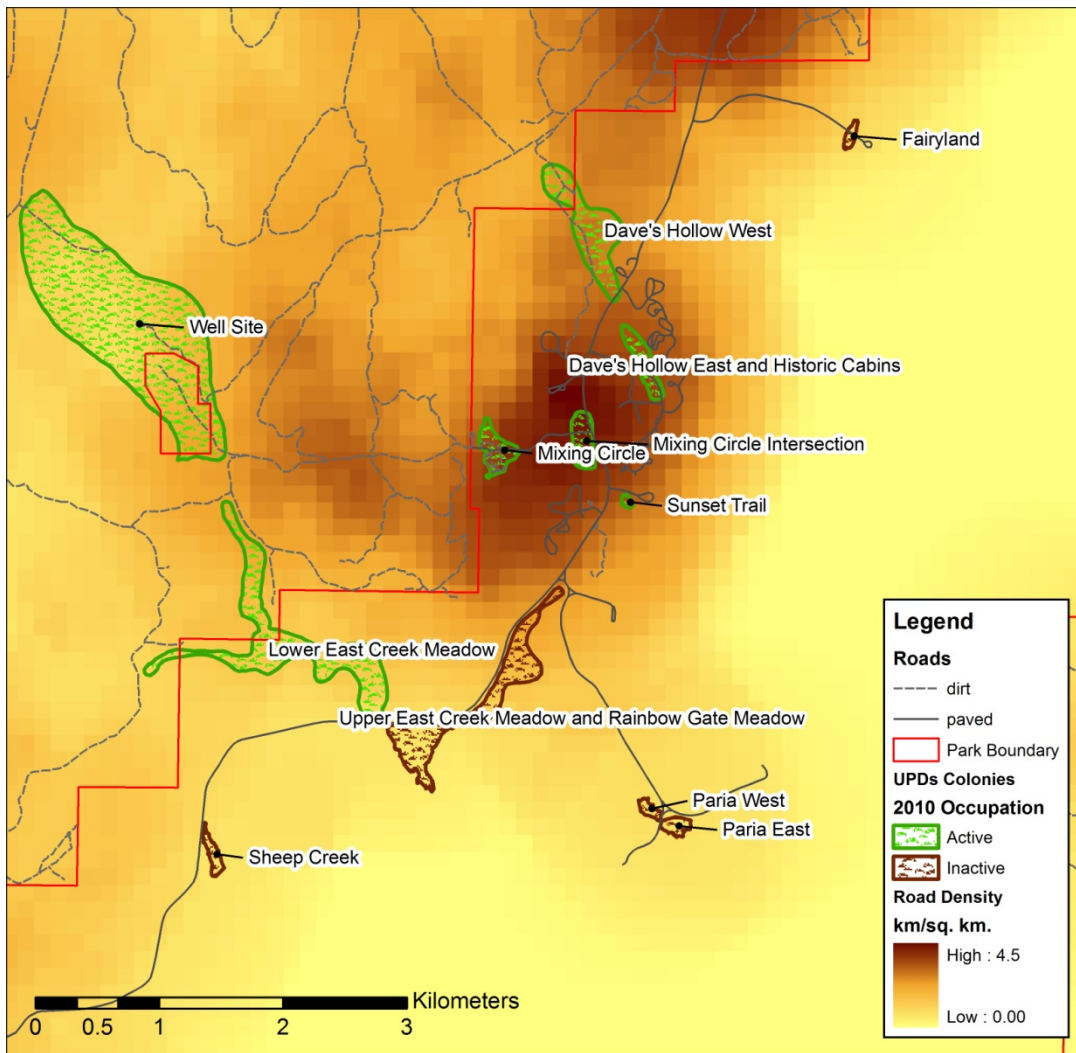 Fairyland
Dave's Hollow West
Well Site
Dave's Hollow East and Historic Cabins
Mixing Circle Intersection
Mixing Circle
Sunset Trail
Lower East Creek Meadow
Upper East Creek Meadow and Rainbow Gate Meadow
Paria West
Paria East
Sheep Creek
Legend
Roads
dirt
paved
Park Boundary
UPDs Colonies
2010 Occupation
Active
Inactive
Road Density
km/sq. km.
High : 4.5
Low : 0.00
Kilometers
0 0.5 1 2 3